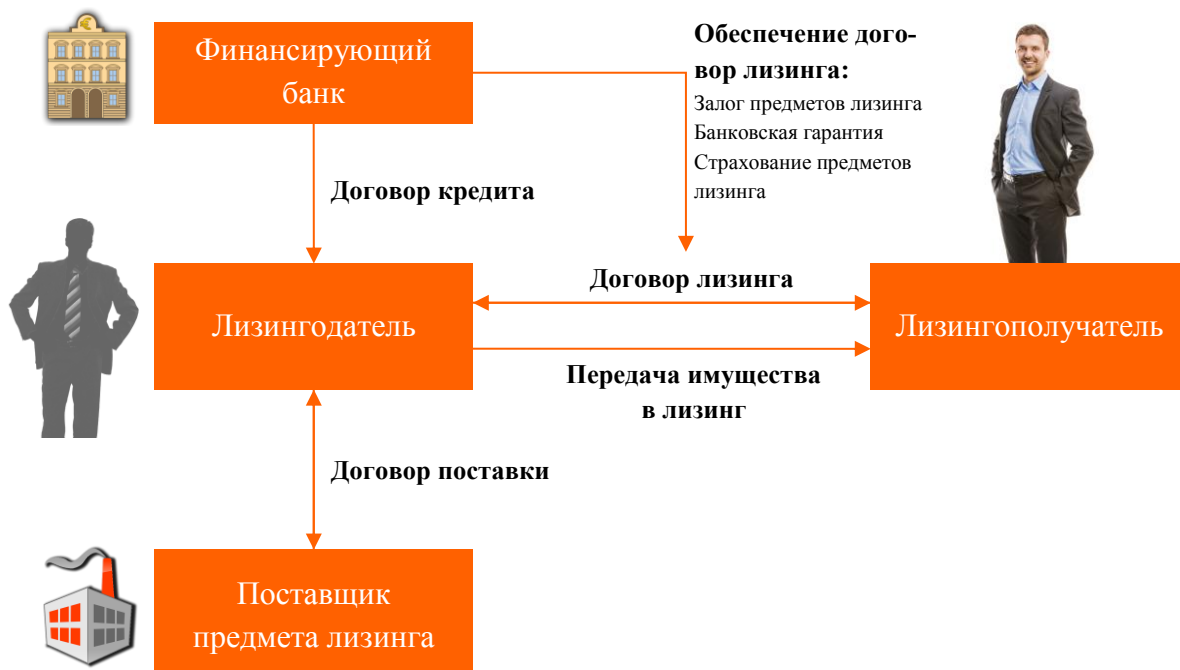 Финансирующий
банк
Обеспечение дого-
вор лизинга:
Залог предметов лизинга
Банковская гарантия
Страхование предметов
лизинга
Договор кредита
Договор лизинга
Лизингодатель
Лизингополучатель
Передача имущества
в лизинг
Договор поставки
Поставщик
предмета лизинга